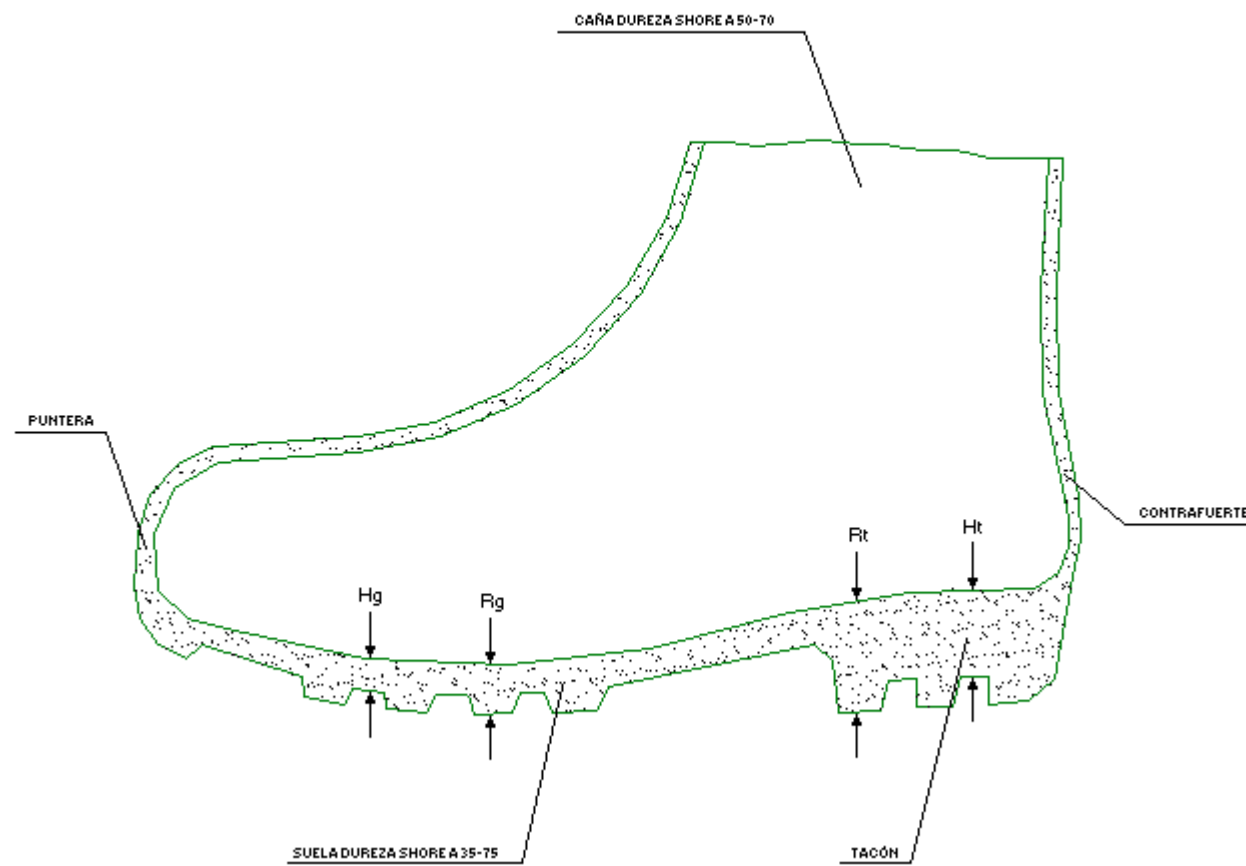 CAÑA DUREZA SHORE A 50-70
PUNTERA
CONTRAFUERTE
Rt
Ht
Hg
Rg
SUELA DUREZA SHORE A 35-75
TACÓN